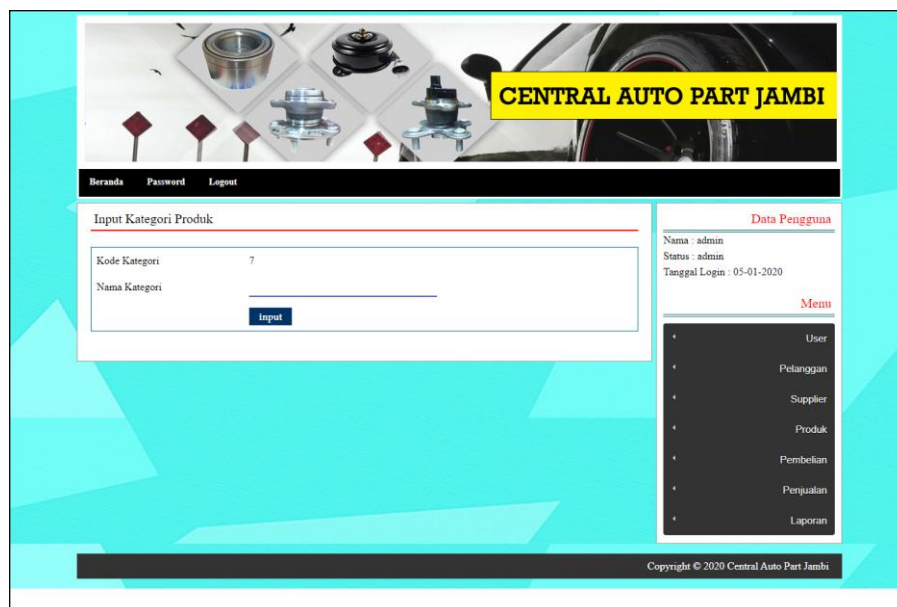 CENTRAL AUTO PART JAMBI
Beranda Password Logout
Input Kategori Produk
Kode Kategori 7
Nama Kategori
input
Data Pengguna
Nama : admin
Status : admin
Tanggal Login : 05-01-2020
Menu
User
Pelanggan
Supplier
Produk
Pembelian
Penjualan
Laporan
Copyright © 2020 Central Auto Part Jambi